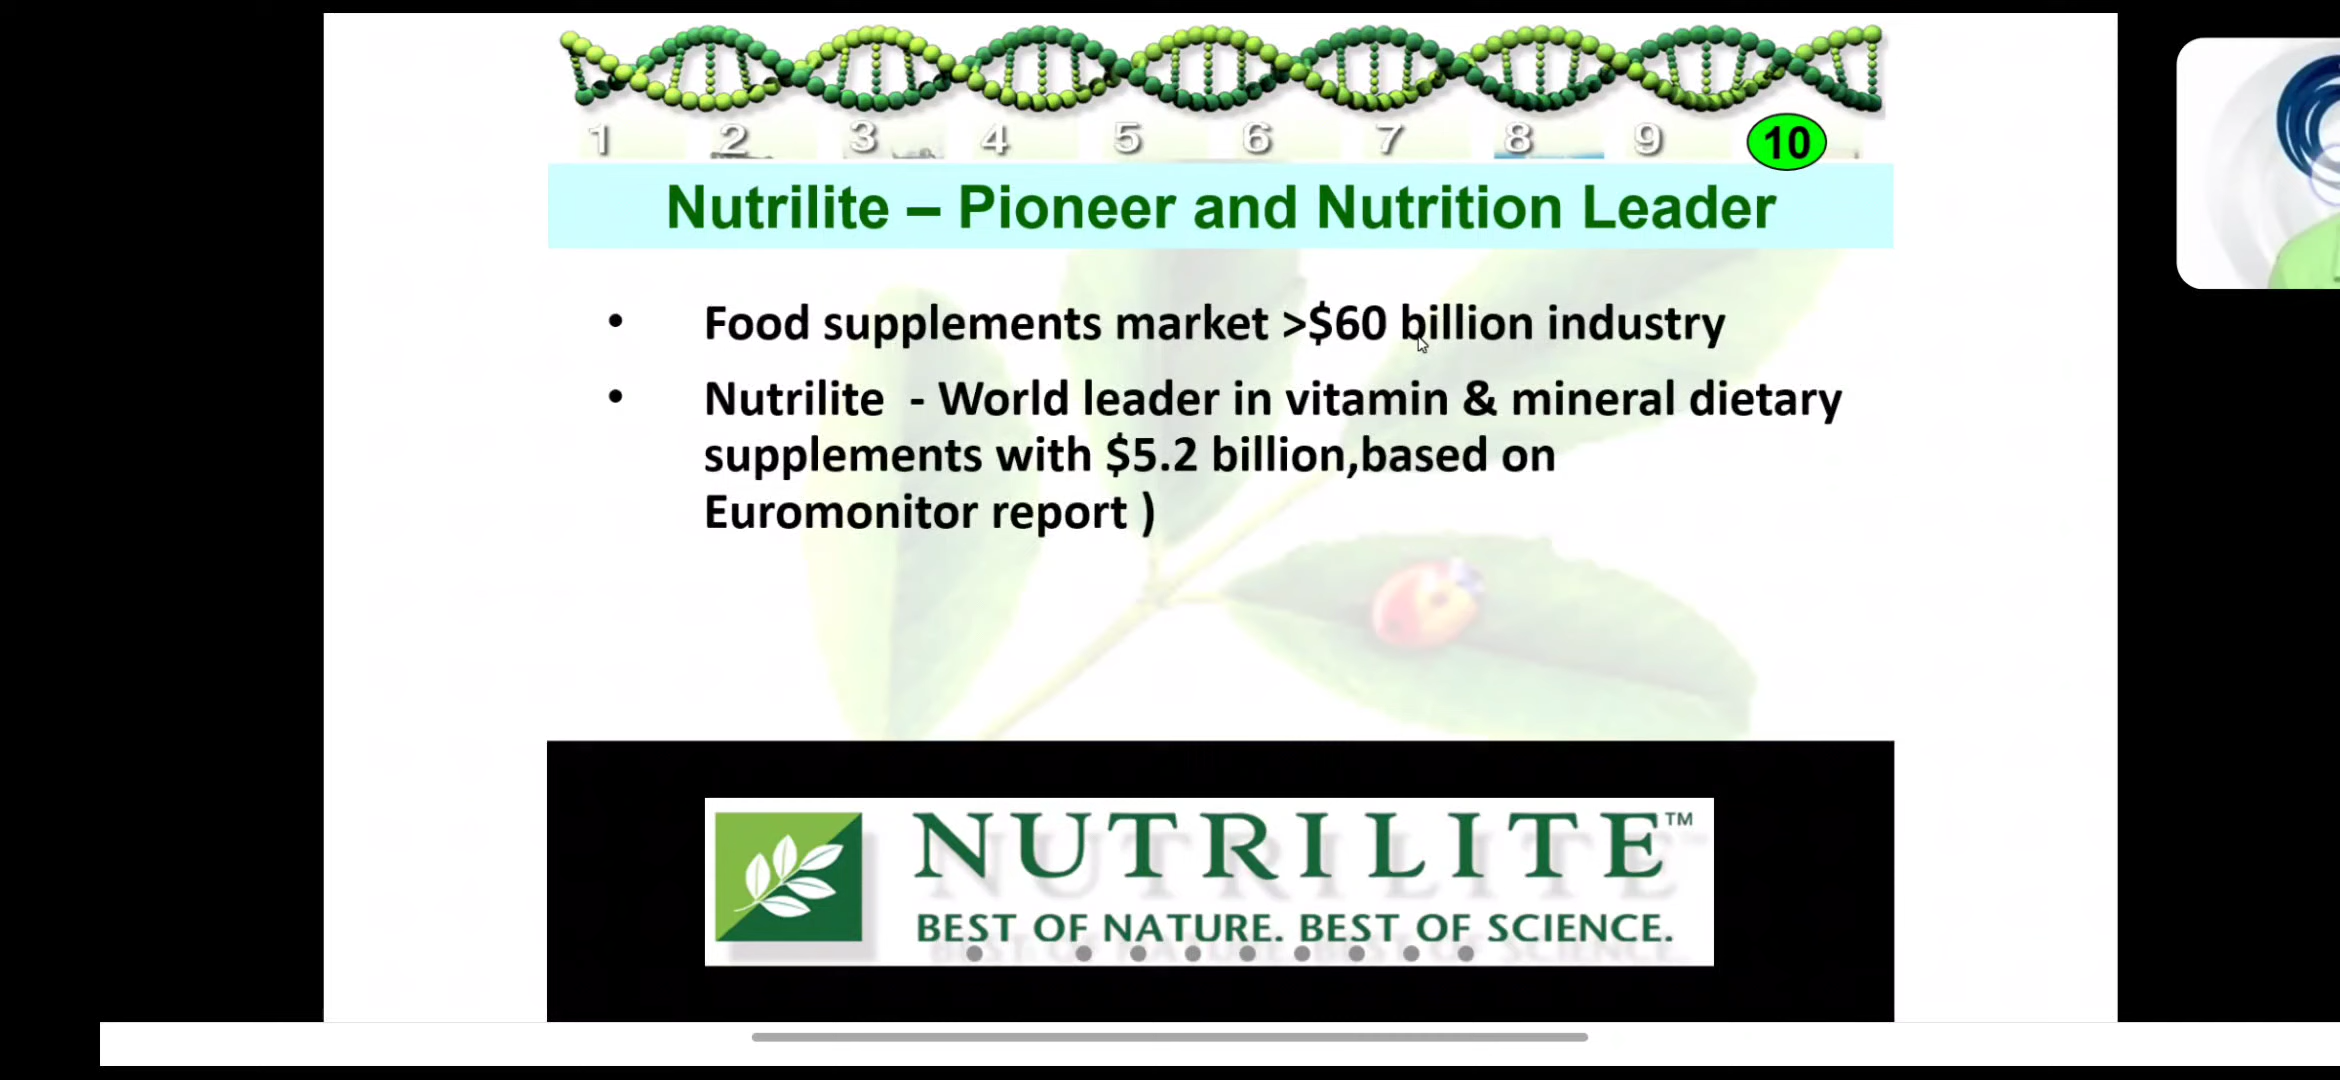 1 2 3 4 5 6 7 8 9 10
Nutrilite – Pioneer and Nutrition Leader
• Food supplements market >$60 billion industry
• Nutrilite - World leader in vitamin & mineral dietary
supplements with $5.2 billion,based on
Euromonitor report )
NUTRILITE™
BEST OF NATURE. BEST OF SCIENCE.